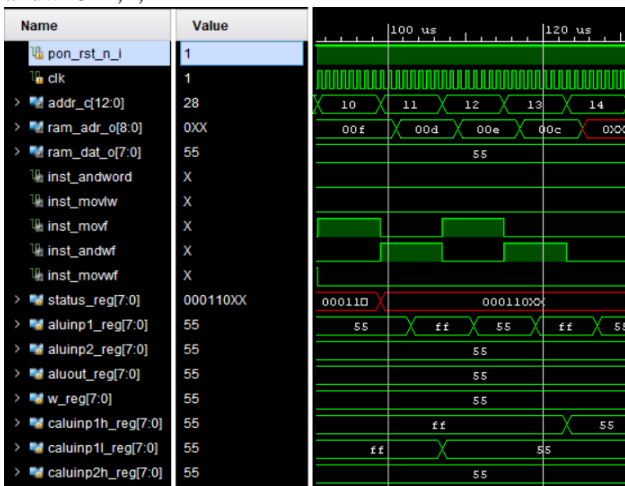 Name Value 100 us 120 us
pon_rst_n_i 1
clk 1
addr_c[12:0] 28 10 11 12 13 14
ram_adr_o[8:0] 0XX 00f 00d 00e 00c 0XX
ram_dat_o[7:0] 55 55
inst_andword X
inst_movlw X
inst_movf X
inst_andwf X
inst_movwf X
status_reg[7:0] 000110XX 00011 000110XX
aluinp1_reg[7:0] 55 55 ff 55 ff 55
aluinp2_reg[7:0] 55 55
aluout_reg[7:0] 55 55
w_reg[7:0] 55 55
caluinp1h_reg[7:0] 55 ff 55
caluinp1l_reg[7:0] 55 ff 55
caluinp2h_reg[7:0] 55 55